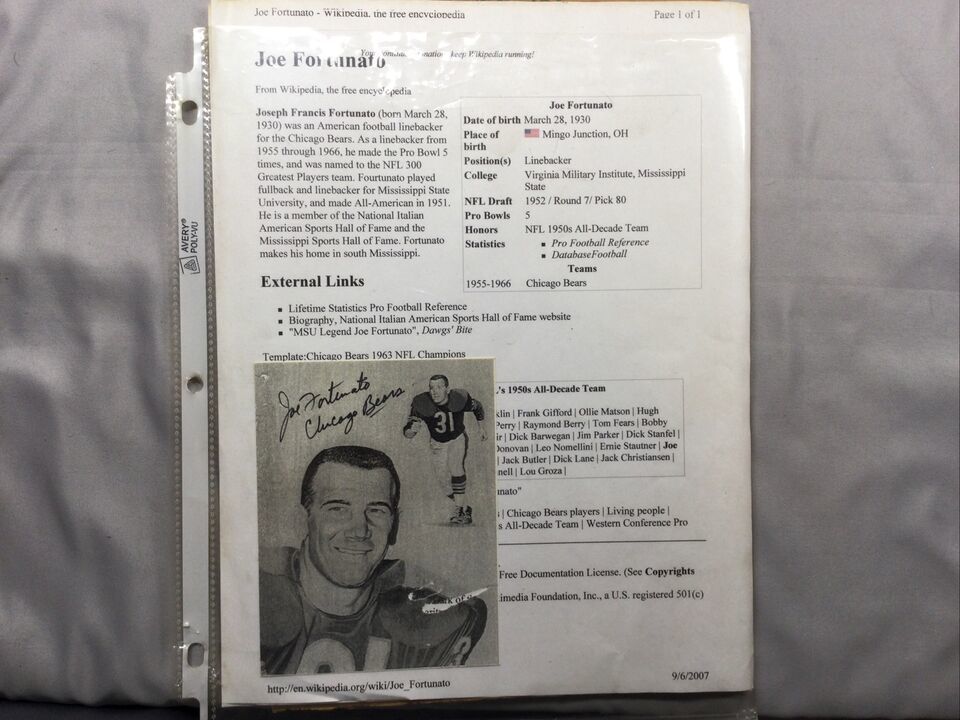 Joe Fortunato - Wikipedia, the free encyclopedia Page 1 of 1
keep Wikipedia running!
Joe Fortunato
From Wikipedia, the free encyclopedia
Joseph Francis Fortunato (born March 28,
1930) was an American football linebacker
for the Chicago Bears. As a linebacker from
1955 through 1966, he made the Pro Bowl 5
times, and was named to the NFL 300
Greatest Players team. Fourtunato played
fullback and linebacker for Mississippi State
University, and made All-American in 1951.
He is a member of the National Italian
American Sports Hall of Fame and the
Mississippi Sports Hall of Fame. Fortunato
makes his home in south Mississippi.
Joe Fortunato
Date of birth March 28, 1930
Place of birth Mingo Junction, OH
Position(s) Linebacker
College Virginia Military Institute, Mississippi
State
NFL Draft 1952 / Round 7/ Pick 80
Pro Bowls 5
Honors NFL 1950s All-Decade Team
Statistics ▪ Pro Football Reference
▪ DatabaseFootball
Teams
1955-1966 Chicago Bears
External Links
▪ Lifetime Statistics Pro Football Reference
▪ Biography, National Italian American Sports Hall of Fame website
▪ "MSU Legend Joe Fortunato", Dawgs' Bite
Template:Chicago Bears 1963 NFL Champions
's 1950s All-Decade Team
klin | Frank Gifford | Ollie Matson | Hugh
Perry | Raymond Berry | Tom Fears | Bobby
ir | Dick Barwegan | Jim Parker | Dick Stanfel |
Donovan | Leo Nomellini | Ernie Stautner | Joe
| Jack Butler | Dick Lane | Jack Christiansen |
nell | Lou Groza |
unato"
| Chicago Bears players | Living people |
s All-Decade Team | Western Conference Pro
Free Documentation License. (See Copyrights
imedia Foundation, Inc., a U.S. registered 501(c)
Joe Fortunato
Chicago Bears
31
31
http://en.wikipedia.org/wiki/Joe_Fortunato 9/6/2007
AVERY®
POLY-VU